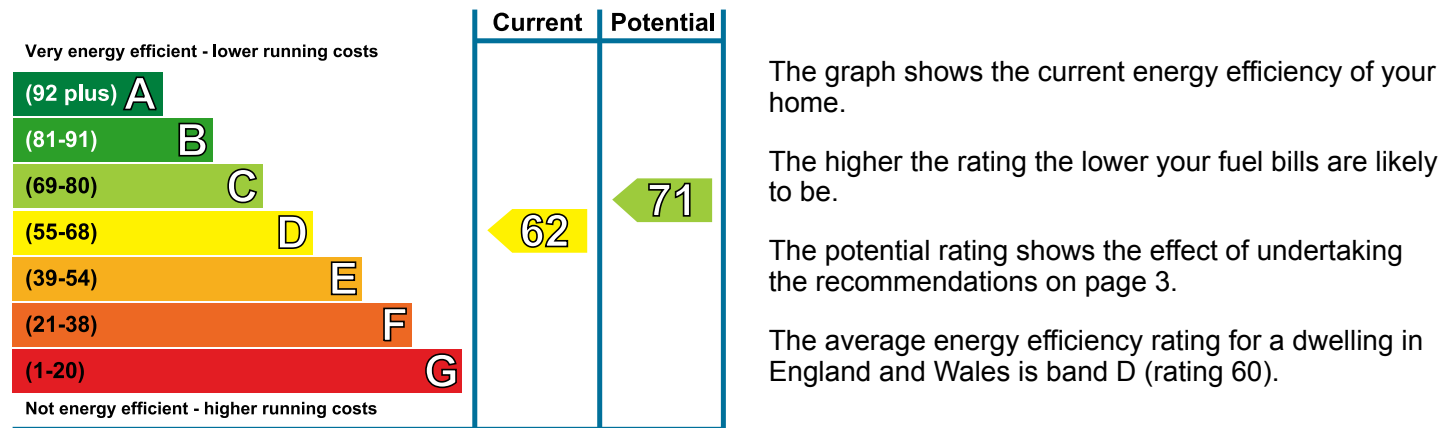 Current Potential
Very energy efficient - lower running costs
(92 plus) A
(81-91) B
(69-80) C
(55-68) D
(39-54) E
(21-38) F
(1-20) G
Not energy efficient - higher running costs
62
71
The graph shows the current energy efficiency of your
home.
The higher the rating the lower your fuel bills are likely
to be.
The potential rating shows the effect of undertaking
the recommendations on page 3.
The average energy efficiency rating for a dwelling in
England and Wales is band D (rating 60).